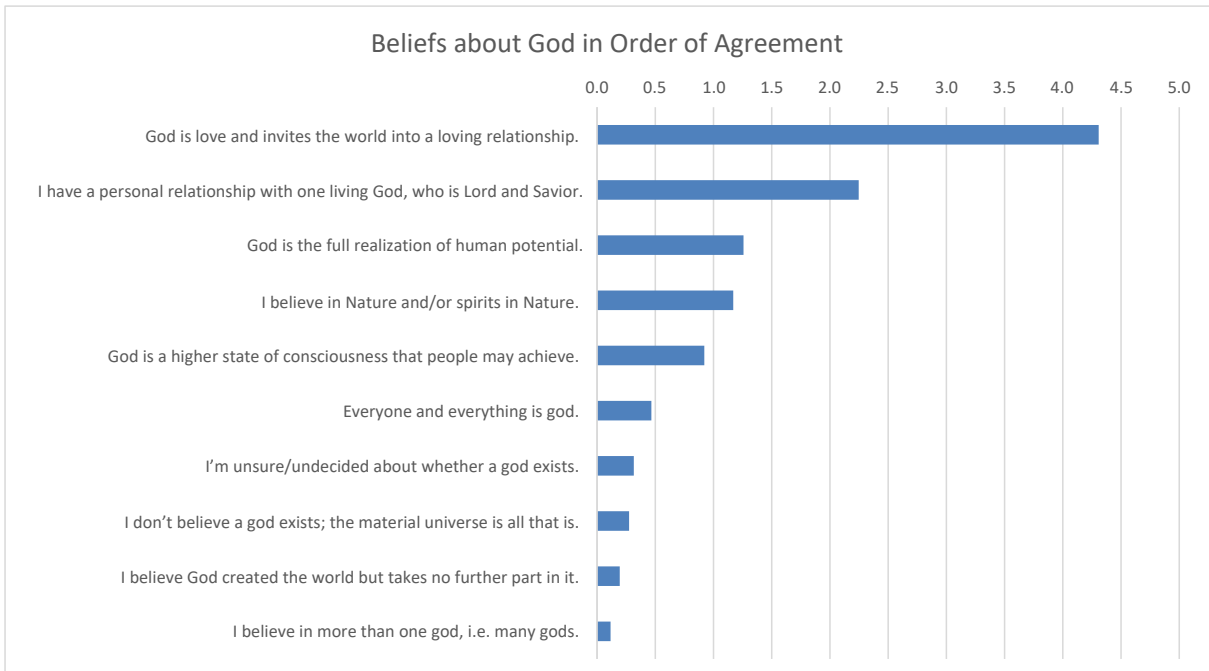 Beliefs about God in Order of Agreement
0.0 0.5 1.0 1.5 2.0 2.5 3.0 3.5 4.0 4.5 5.0
God is love and invites the world into a loving relationship.
I have a personal relationship with one living God, who is Lord and Savior.
God is the full realization of human potential.
I believe in Nature and/or spirits in Nature.
God is a higher state of consciousness that people may achieve.
Everyone and everything is god.
I’m unsure/undecided about whether a god exists.
I don’t believe a god exists; the material universe is all that is.
I believe God created the world but takes no further part in it.
I believe in more than one god, i.e. many gods.